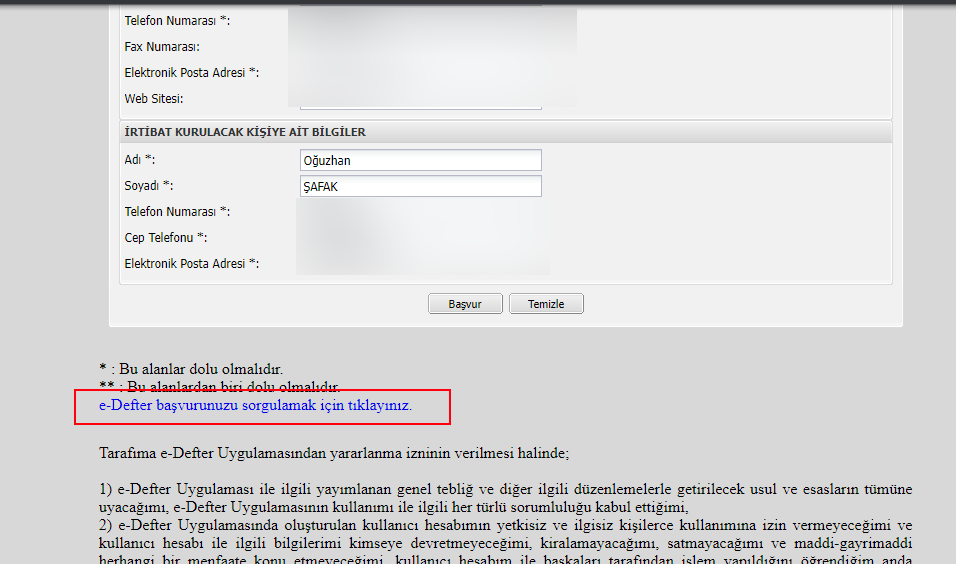 Telefon Numarası *:
Fax Numarası:
Elektronik Posta Adresi *:
Web Sitesi:
İRTİBAT KURULACAK KİŞİYE AİT BİLGİLER
Adı *: Oğuzhan
Soyadı *: ŞAFAK
Telefon Numarası *:
Cep Telefonu *:
Elektronik Posta Adresi *:
Başvur Temizle
* : Bu alanlar dolu olmalıdır.
** : Bu alanlardan biri dolu olmalıdır.
e-Defter başvurunuzu sorgulamak için tıklayınız.
Tarafıma e-Defter Uygulamasından yararlanma izninin verilmesi halinde;
1) e-Defter Uygulaması ile ilgili yayımlanan genel tebliğ ve diğer ilgili düzenlemelerle getirilecek usul ve esasların tümüne
uyacağımı, e-Defter Uygulamasının kullanımı ile ilgili her türlü sorumluluğu kabul ettiğimi,
2) e-Defter Uygulamasında oluşturulan kullanıcı hesabımın yetkisiz ve ilgisiz kişilerce kullanımına izin vermeyeceğimi ve
kullanıcı hesabı ile ilgili bilgilerimi kimseye devretmeyeceğimi, kiralamayacağımı, satmayacağımı ve maddi-gayrimaddi
herhangi bir menfaate konu etmeyeceğimi, kullanıcı hesabım ile başkaları tarafından işlem yapıldığını öğrendiğim anda